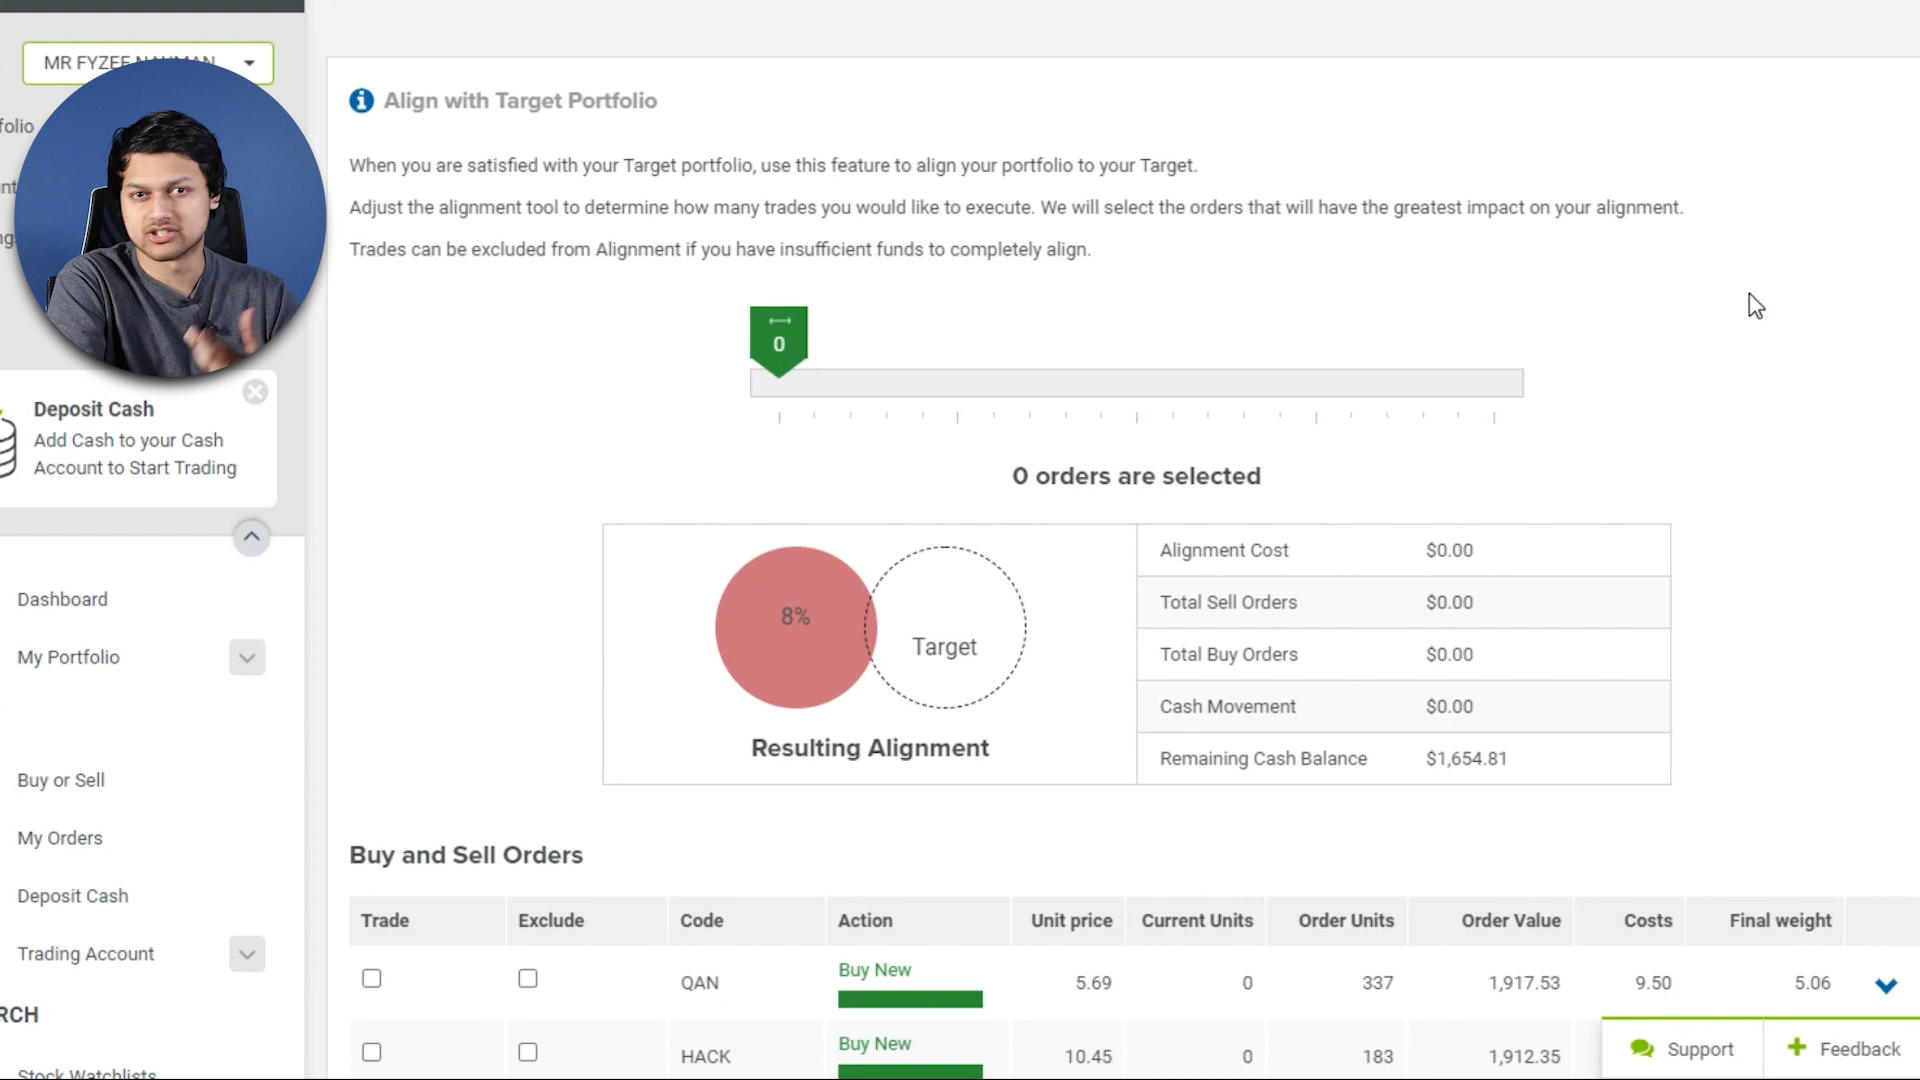 MR FYZEE
folio
Deposit Cash
Add Cash to your Cash
Account to Start Trading
Dashboard
My Portfolio
Buy or Sell
My Orders
Deposit Cash
Trading Account
RCH
Stock Watchlists
Align with Target Portfolio
When you are satisfied with your Target portfolio, use this feature to align your portfolio to your Target.
Adjust the alignment tool to determine how many trades you would like to execute. We will select the orders that will have the greatest impact on your alignment.
Trades can be excluded from Alignment if you have insufficient funds to completely align.
0
0 orders are selected
8%
Target
Resulting Alignment
Alignment Cost $0.00
Total Sell Orders $0.00
Total Buy Orders $0.00
Cash Movement $0.00
Remaining Cash Balance $1,654.81
Buy and Sell Orders
Trade Exclude Code Action Unit price Current Units Order Units Order Value Costs Final weight
QAN Buy New 5.69 0 337 1,917.53 9.50 5.06
HACK Buy New 10.45 0 183 1,912.35
Support Feedback